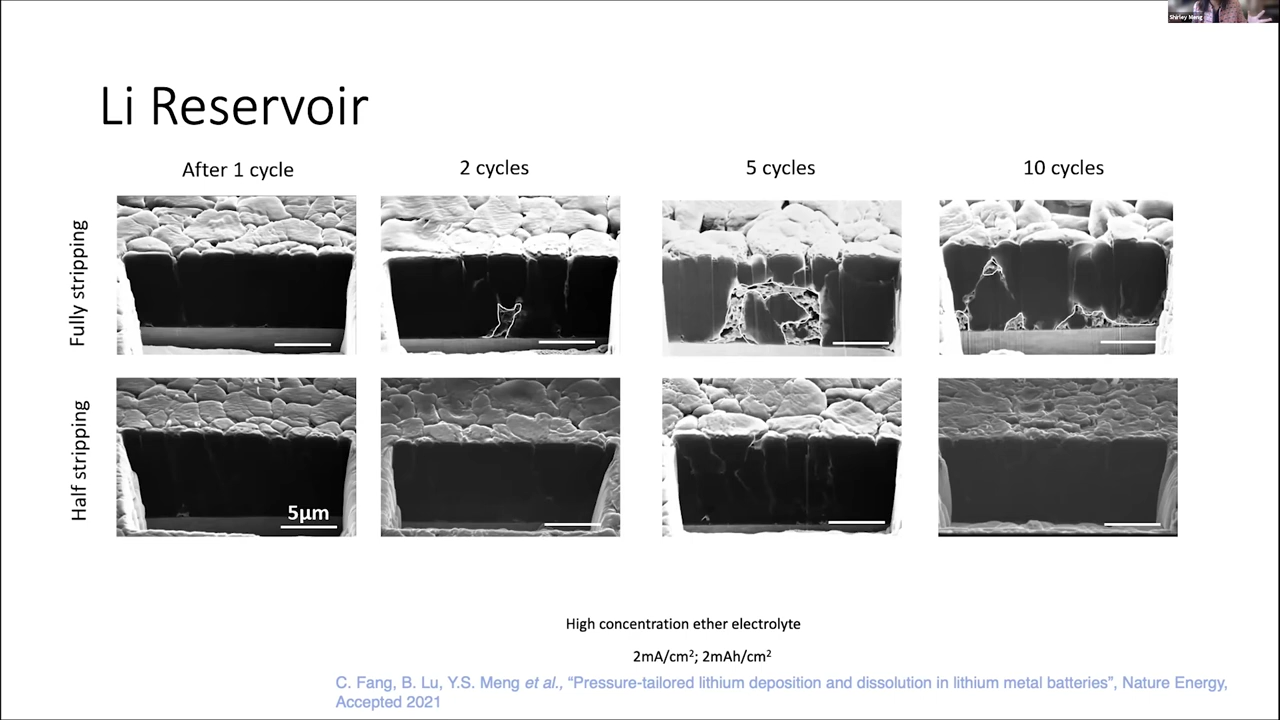 Shirley Meng
Li Reservoir
After 1 cycle
2 cycles
5 cycles
10 cycles
Fully stripping
Half stripping
5µm
High concentration ether electrolyte
2mA/cm²; 2mAh/cm²
C. Fang, B. Lu, Y.S. Meng et al., “Pressure-tailored lithium deposition and dissolution in lithium metal batteries”, Nature Energy,
Accepted 2021